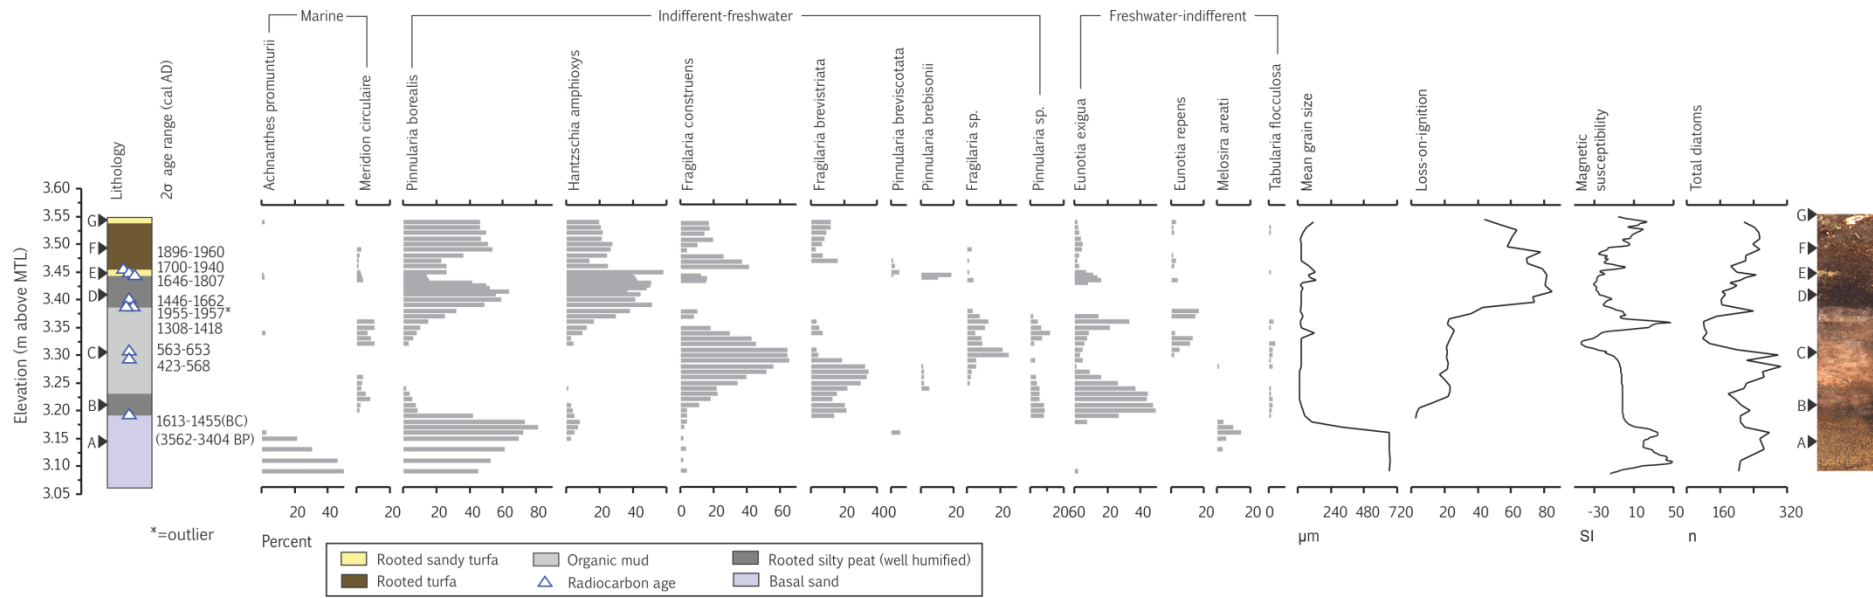 Marine
Indifferent-freshwater
Freshwater-indifferent
Elevation (m above MTL)
Lithology
2σ age range (cal AD)
Achnanthes promunturii
Meridion circulaire
Pinnularia borealis
Hantzschia amphioxys
Fragilaria construens
Fragilaria brevistriata
Pinnularia breviscotata
Pinnularia brebisonii
Fragilaria sp.
Pinnularia sp.
Eunotia exigua
Eunotia repens
Melosira areati
Tabularia flocculosa
Mean grain size
Loss-on-ignition
Magnetic
susceptibility
Total diatoms
3.60
3.55
3.50
3.45
3.40
3.35
3.30
3.25
3.20
3.15
3.10
3.05
G
F
E
D
C
B
A
1896-1960
1700-1940
1646-1807
1446-1662
1955-1957*
1308-1418
563-653
423-568
1613-1455(BC)
(3562-3404 BP)
G
F
E
D
C
B
A
20 40 20 20 40 60 80 20 40 0 20 40 60 20 400 20 20 20 2060 20 40 20 20 0 240 480 720 20 40 60 80 -30 10 50 160 320
*=outlier
Percent
µm
SI
n
Rooted sandy turfa
Organic mud
Rooted silty peat (well humified)
Rooted turfa
Radiocarbon age
Basal sand